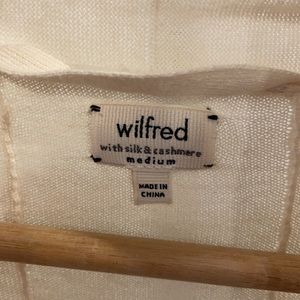 wilfred
with silk & cashmere
medium
MADE IN
CHINA